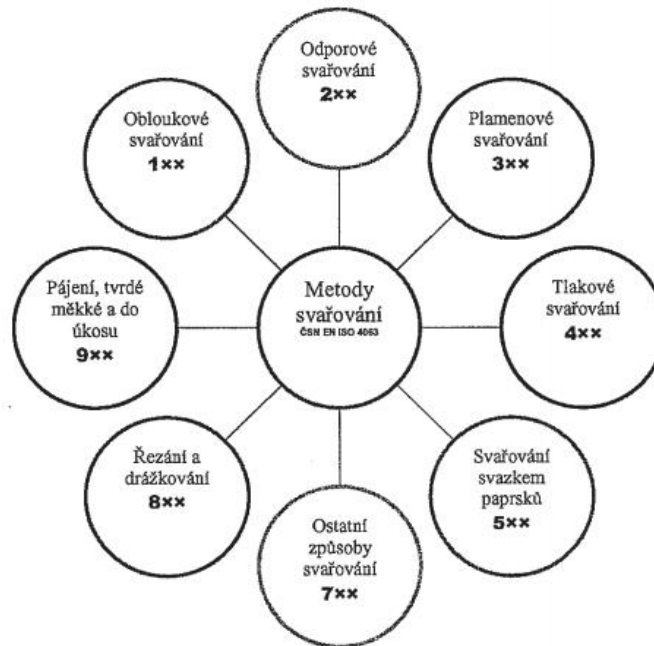 Odporové
svařování
2××
Obloukové
svařování
1××
Plamenové
svařování
3××
Pájení, tvrdé
měkké a do
úkosu
9××
Metody
svařování
ČSN EN ISO 4063
Tlakové
svařování
4××
Řezání a
drážkování
8××
Svařování
svazkem
paprsků
5××
Ostatní
způsoby
svařování
7××